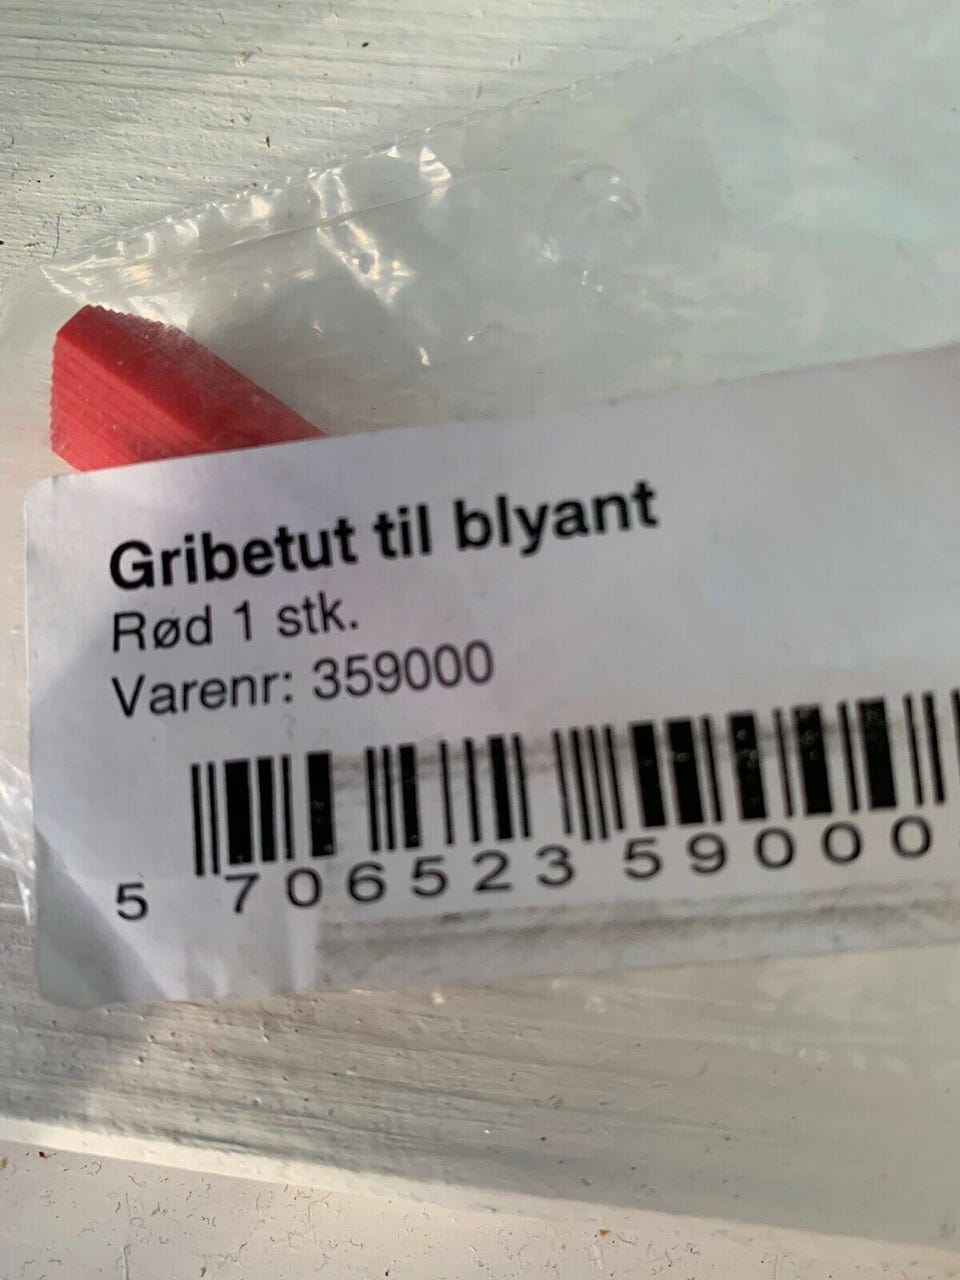 Gribetut til blyant
Rød 1 stk.
Varenr: 359000
5 706523 59000